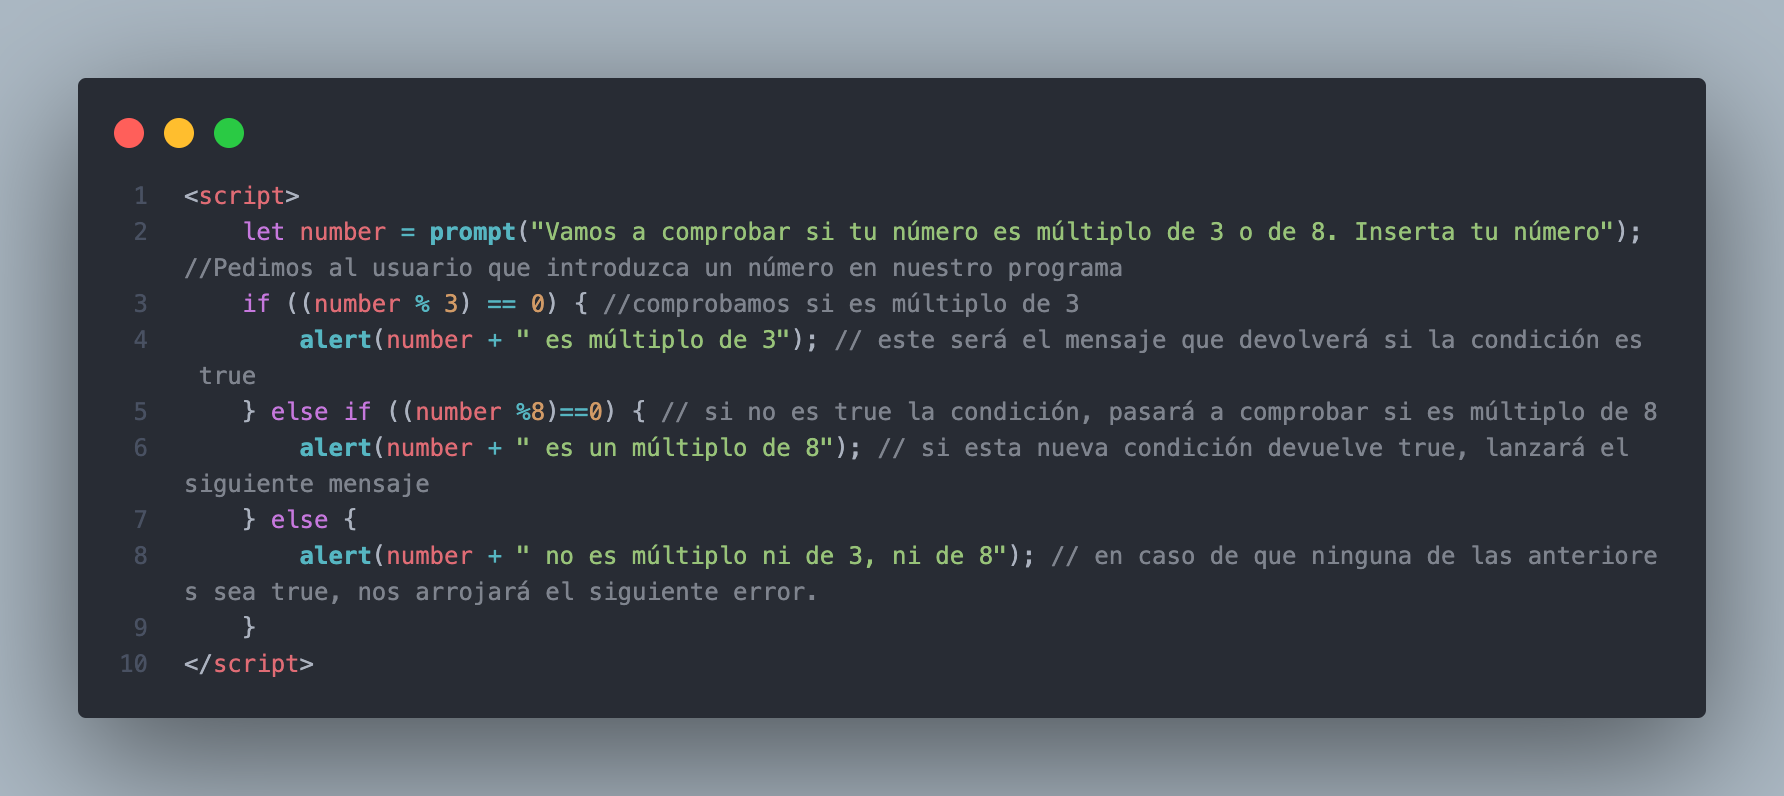 1 <script>
2     let number = prompt("Vamos a comprobar si tu número es múltiplo de 3 o de 8. Inserta tu número");
//Pedimos al usuario que introduzca un número en nuestro programa
3     if ((number % 3) == 0) { //comprobamos si es múltiplo de 3
4         alert(number + " es múltiplo de 3"); // este será el mensaje que devolverá si la condición es
 true
5     } else if ((number %8)==0) { // si no es true la condición, pasará a comprobar si es múltiplo de 8
6         alert(number + " es un múltiplo de 8"); // si esta nueva condición devuelve true, lanzará el
siguiente mensaje
7     } else {
8         alert(number + " no es múltiplo ni de 3, ni de 8"); // en caso de que ninguna de las anteriore
s sea true, nos arrojará el siguiente error.
9     }
10 </script>